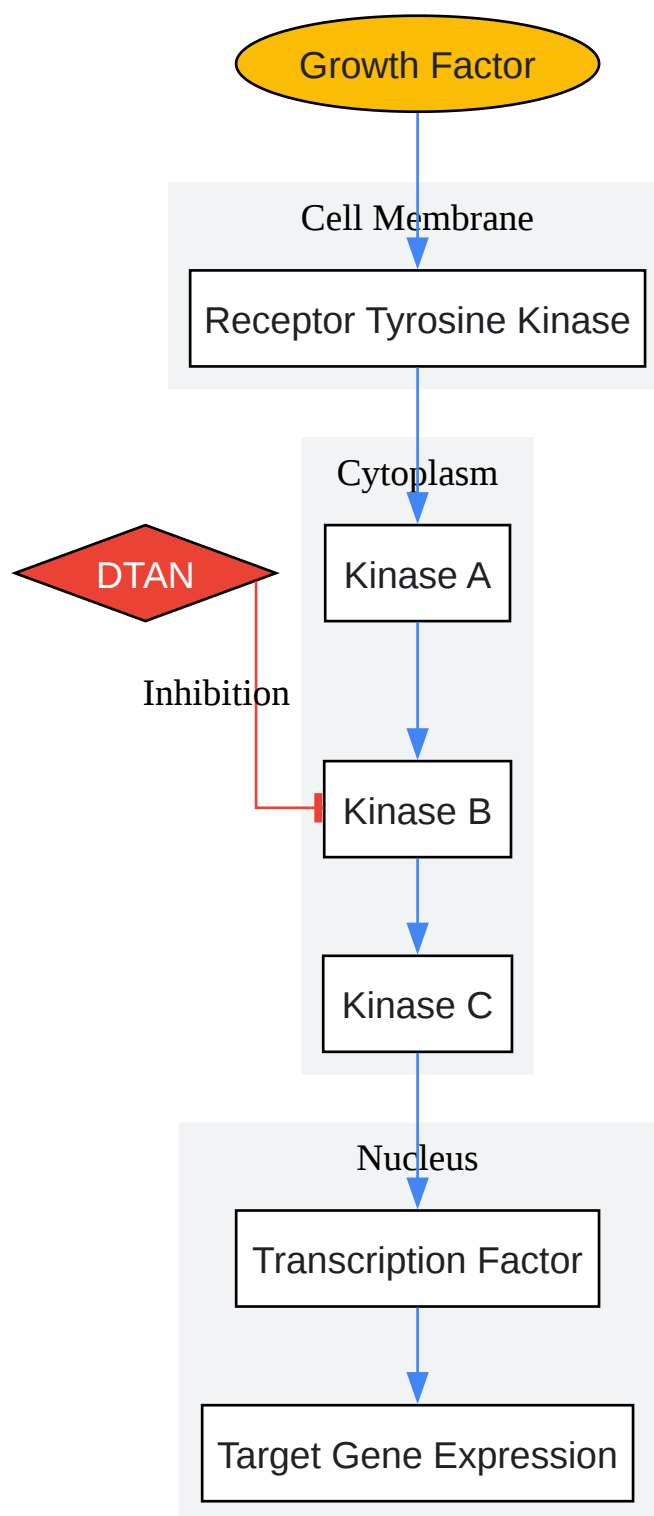 Growth Factor
Cell Membrane
Receptor Tyrosine Kinase
Cytoplasm
DTAN
Kinase A
Inhibition
Kinase B
Kinase C
Nucleus
Transcription Factor
Target Gene Expression